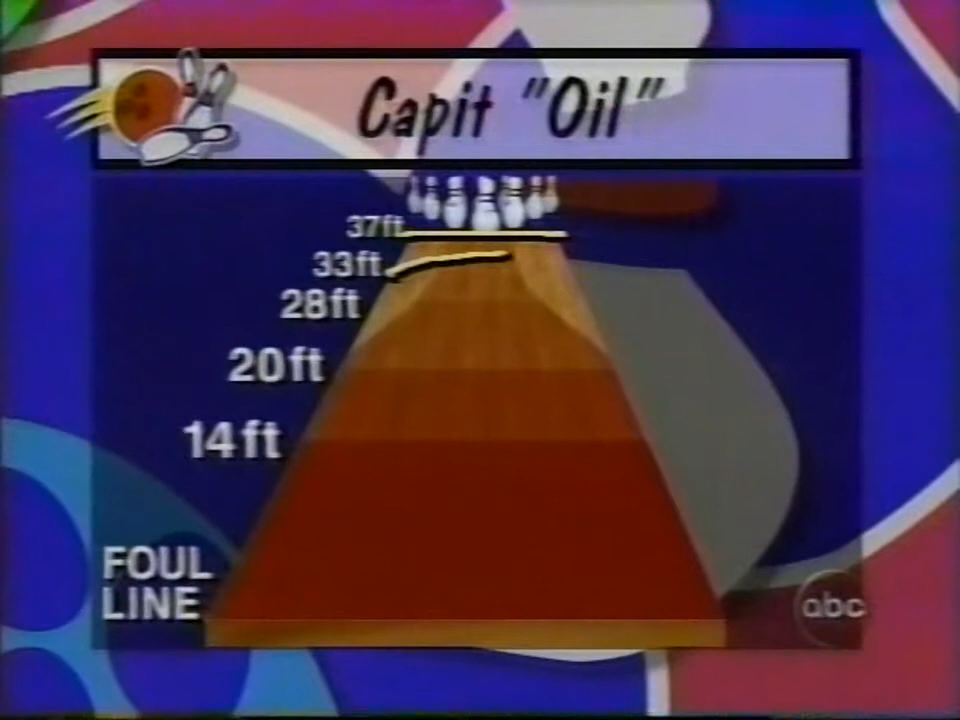 Capit "Oil"
37ft.
33ft.
28ft
20ft
14ft
FOUL
LINE
abc